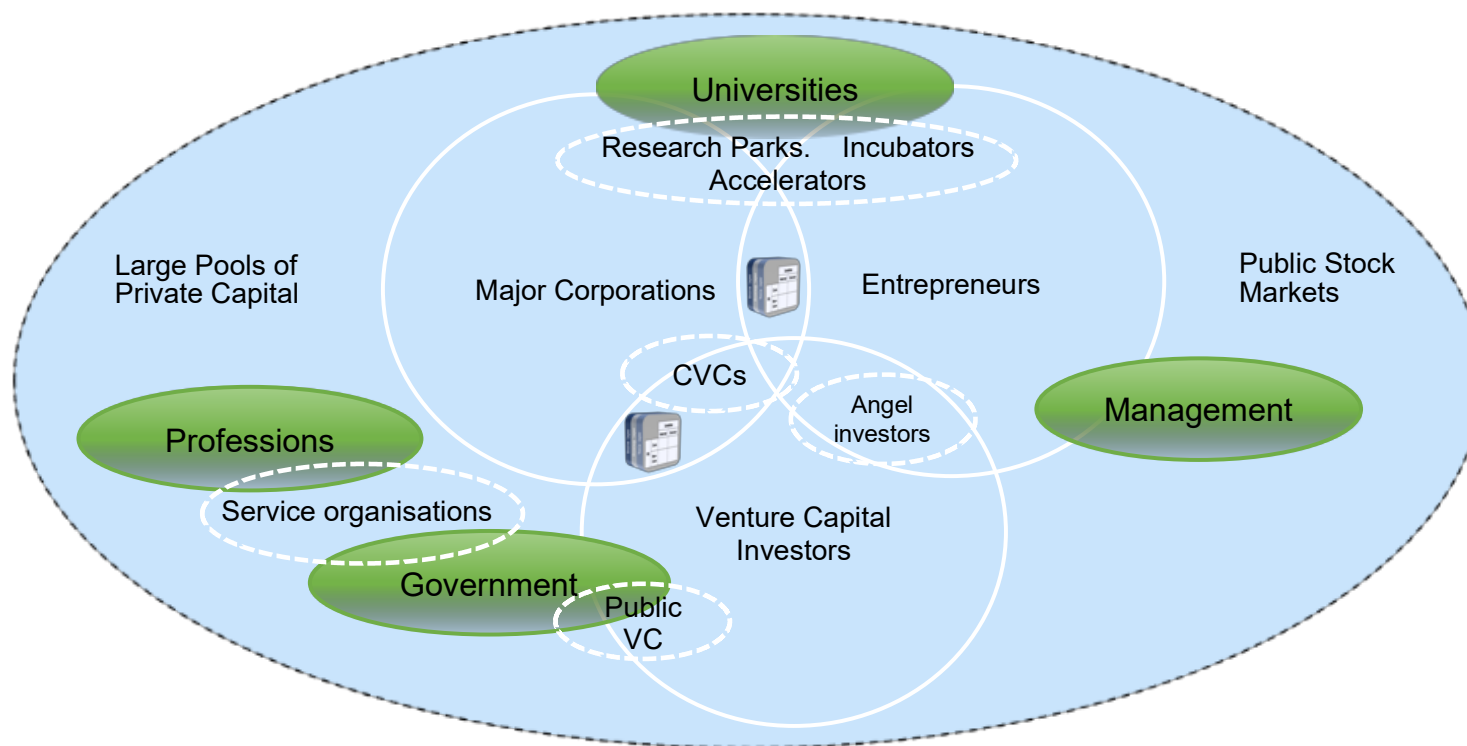 Universities
Research Parks. Incubators
Accelerators
Large Pools of
Private Capital
Major Corporations
Entrepreneurs
Public Stock
Markets
CVCs
Angel
investors
Management
Professions
Service organisations
Venture Capital
Investors
Government
Public
VC